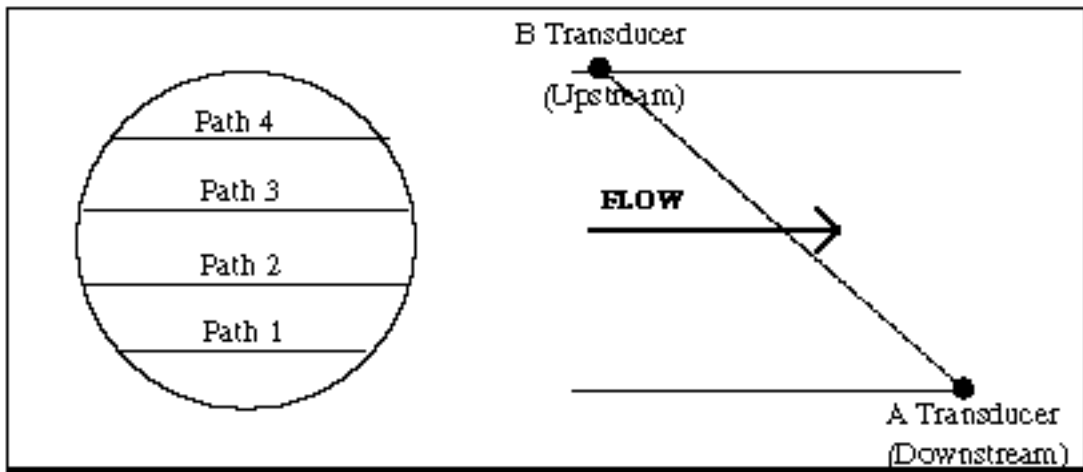 Path 4
Path 3
Path 2
Path 1
B Transducer
(Upstream)
FLOW
A Transducer
(Downstream)